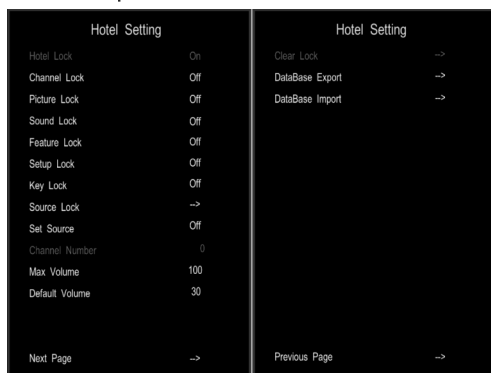 Hotel Setting
Hotel Lock On
Channel Lock Off
Picture Lock Off
Sound Lock Off
Feature Lock Off
Setup Lock Off
Key Lock Off
Source Lock -->
Set Source Off
Channel Number 0
Max Volume 100
Default Volume 30
Next Page -->
Hotel Setting
Clear Lock -->
DataBase Export -->
DataBase Import -->
Previous Page -->